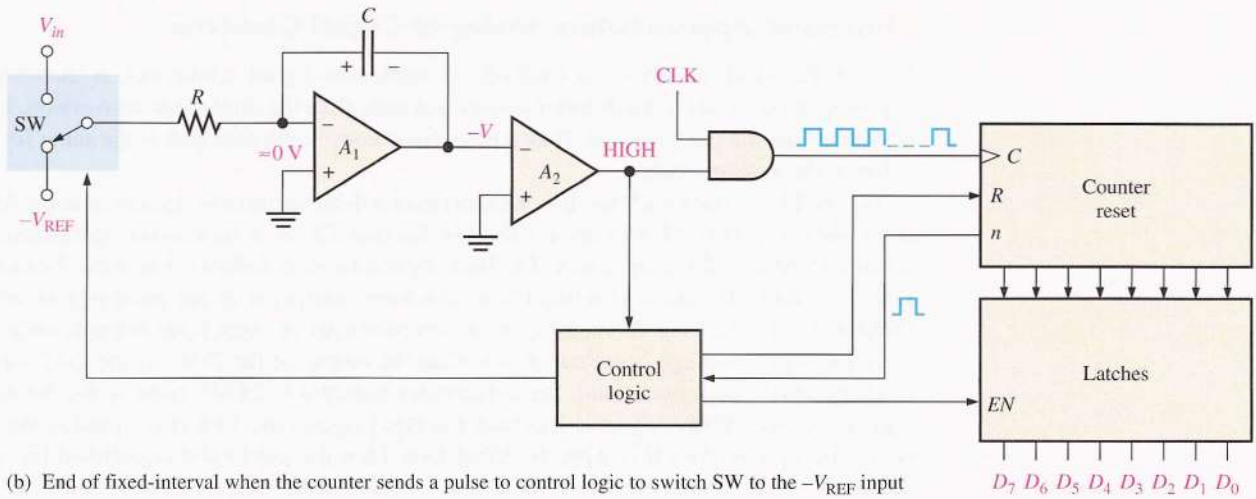 V_in
C
+ −
SW
R
−
A_1
+
≈0 V
−V_REF
−V
−
A_2
+
HIGH
CLK
C
R
n
Counter
reset
Control
logic
Latches
EN
D_7 D_6 D_5 D_4 D_3 D_2 D_1 D_0
(b) End of fixed-interval when the counter sends a pulse to control logic to switch SW to the −V_REF input